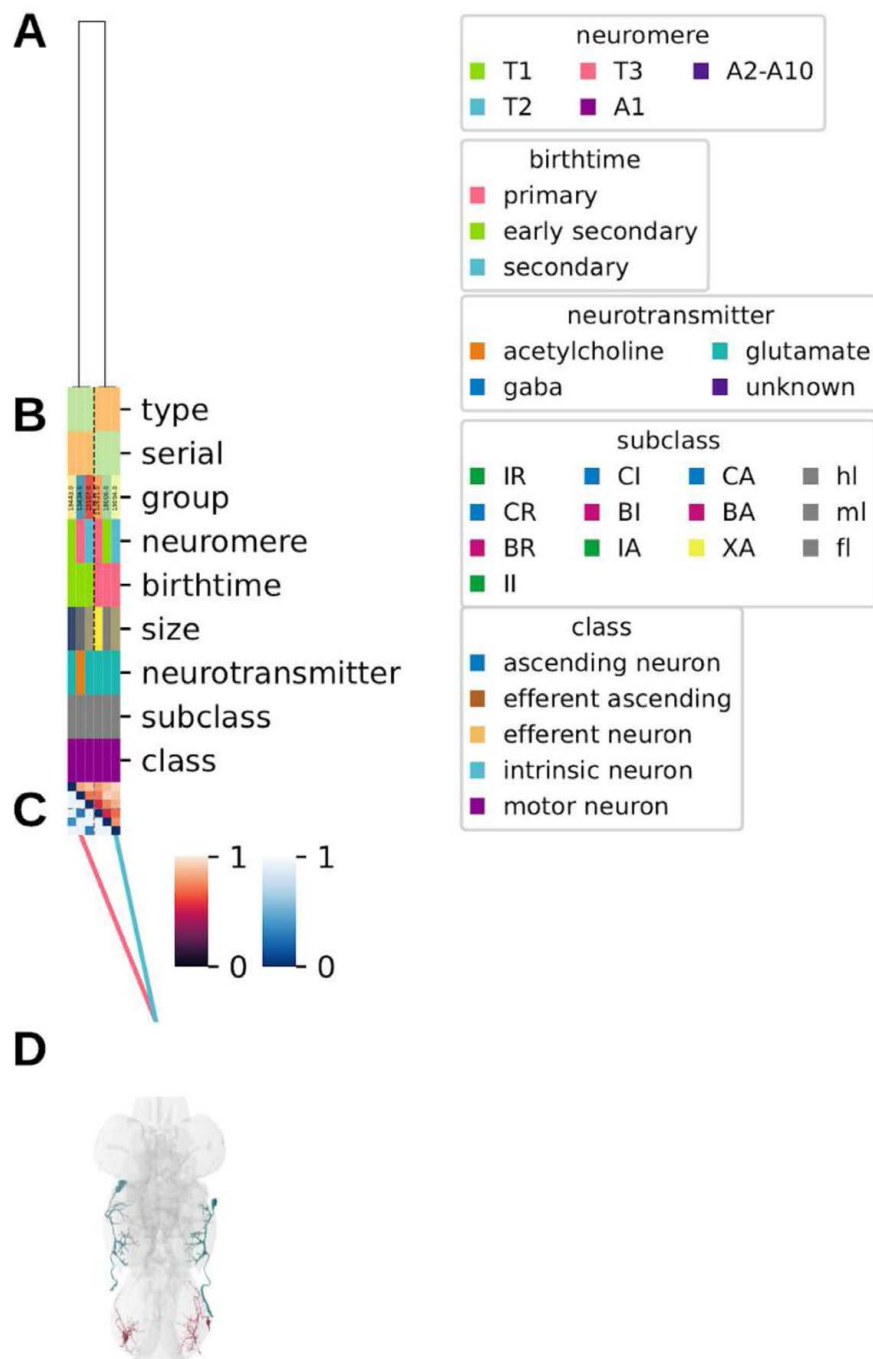 A
neuromere
T1 T3 A2-A10
T2 A1
birthtime
primary
early secondary
secondary
neurotransmitter
acetylcholine glutamate
gaba unknown
B
type
serial
group
neuromere
birthtime
size
neurotransmitter
subclass
class
subclass
IR CI CA hl
CR BI BA ml
BR IA XA fl
II
class
ascending neuron
efferent ascending
efferent neuron
intrinsic neuron
motor neuron
C
1 1
0 0
D